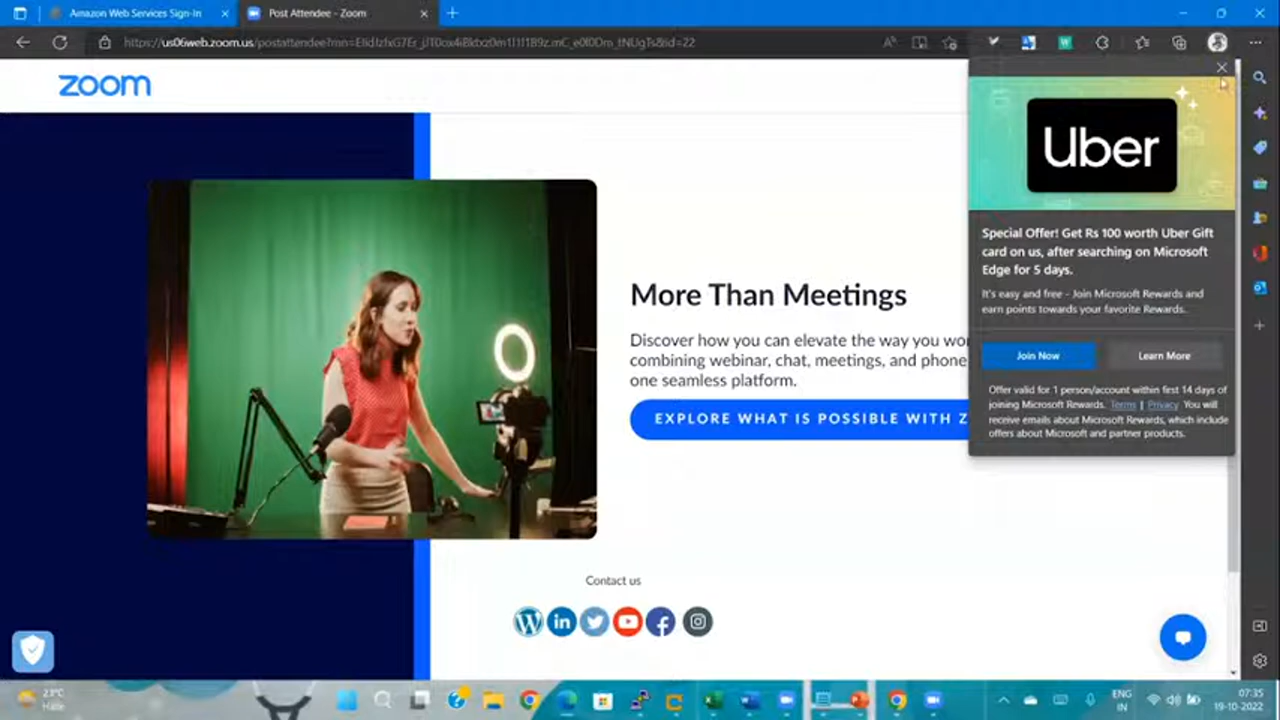 Amazon Web Services Sign-In
Post Attendee - Zoom
zoom
Uber
Special Offer! Get Rs 100 worth Uber Gift
card on us, after searching on Microsoft
Edge for 5 days.
It's easy and free - Join Microsoft Rewards and
earn points towards your favorite Rewards.
Join Now
Learn More
Offer valid for 1 person/account within first 14 days of
joining Microsoft Rewards. Terms | Privacy You will
receive emails about Microsoft Rewards, which include
offers about Microsoft and partner products.
More Than Meetings
Discover how you can elevate the way you wor
combining webinar, chat, meetings, and phone
one seamless platform.
EXPLORE WHAT IS POSSIBLE WITH Z
Contact us
23°C
ENG
IN
07:35
19-10-2022